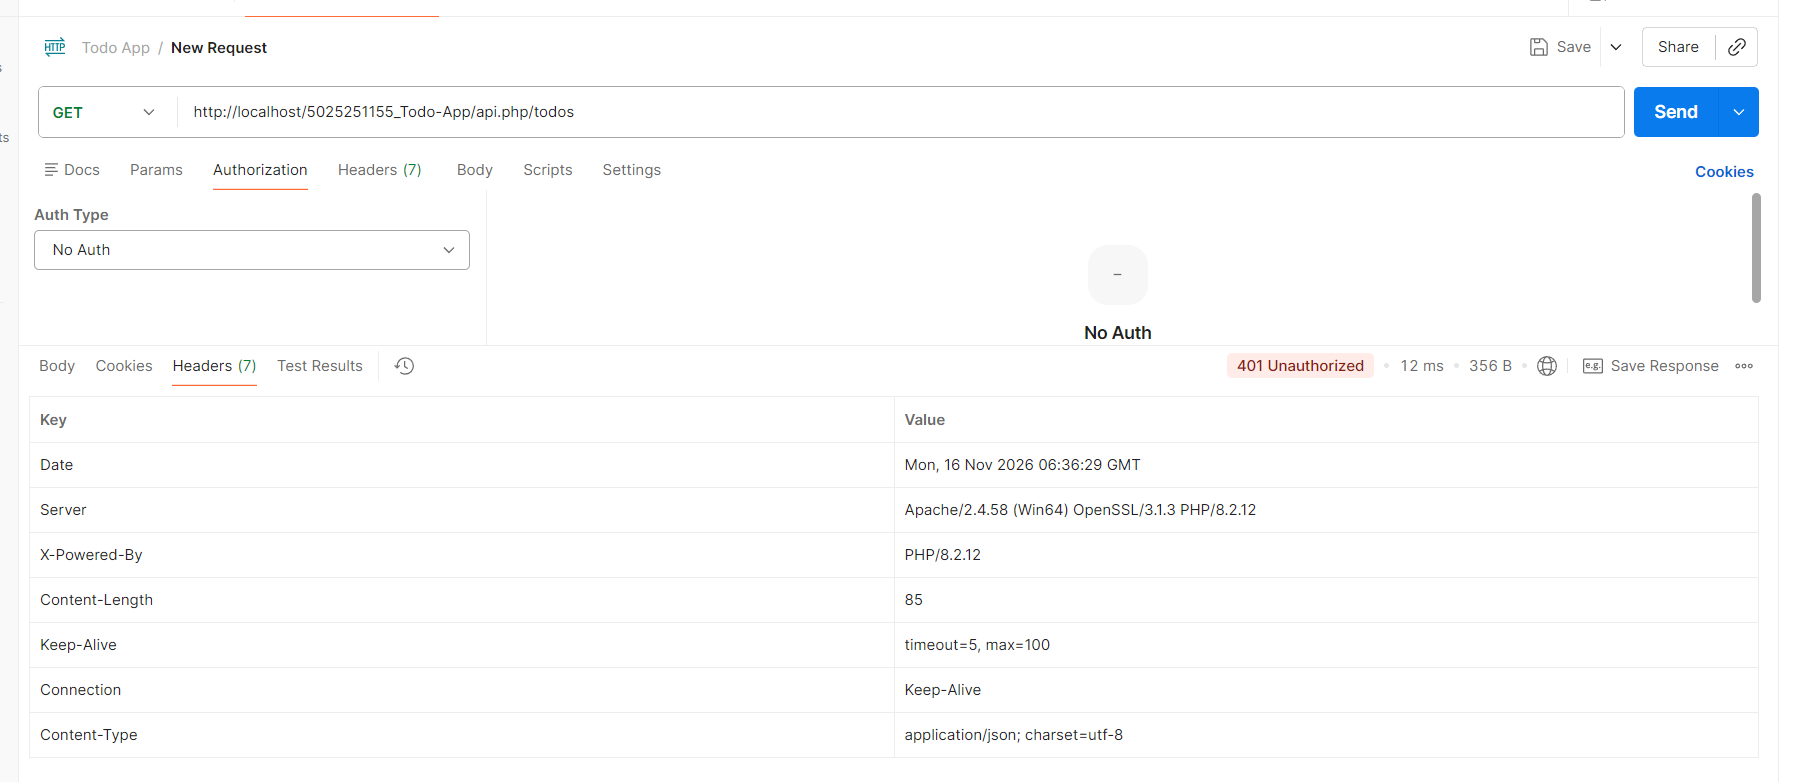 HTTP Todo App / New Request Save Share
GET http://localhost/5025251155_Todo-App/api.php/todos Send
Docs Params Authorization Headers (7) Body Scripts Settings Cookies
Auth Type
No Auth
No Auth
Body Cookies Headers (7) Test Results 401 Unauthorized • 12 ms • 356 B • e.g. Save Response
Key Value
Date Mon, 16 Nov 2026 06:36:29 GMT
Server Apache/2.4.58 (Win64) OpenSSL/3.1.3 PHP/8.2.12
X-Powered-By PHP/8.2.12
Content-Length 85
Keep-Alive timeout=5, max=100
Connection Keep-Alive
Content-Type application/json; charset=utf-8